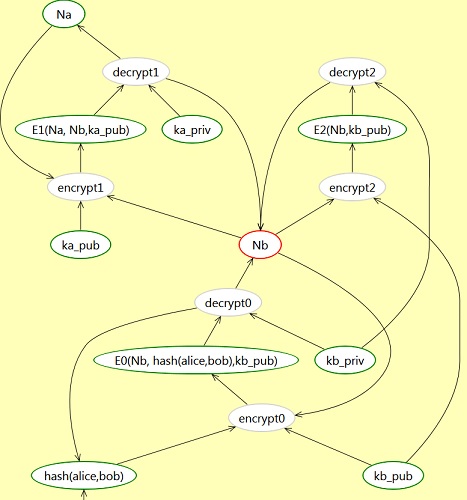 Na
decrypt1
decrypt2
E1(Na, Nb,ka_pub)
ka_priv
E2(Nb,kb_pub)
encrypt1
encrypt2
ka_pub
Nb
decrypt0
E0(Nb, hash(alice,bob),kb_pub)
kb_priv
encrypt0
hash(alice,bob)
kb_pub